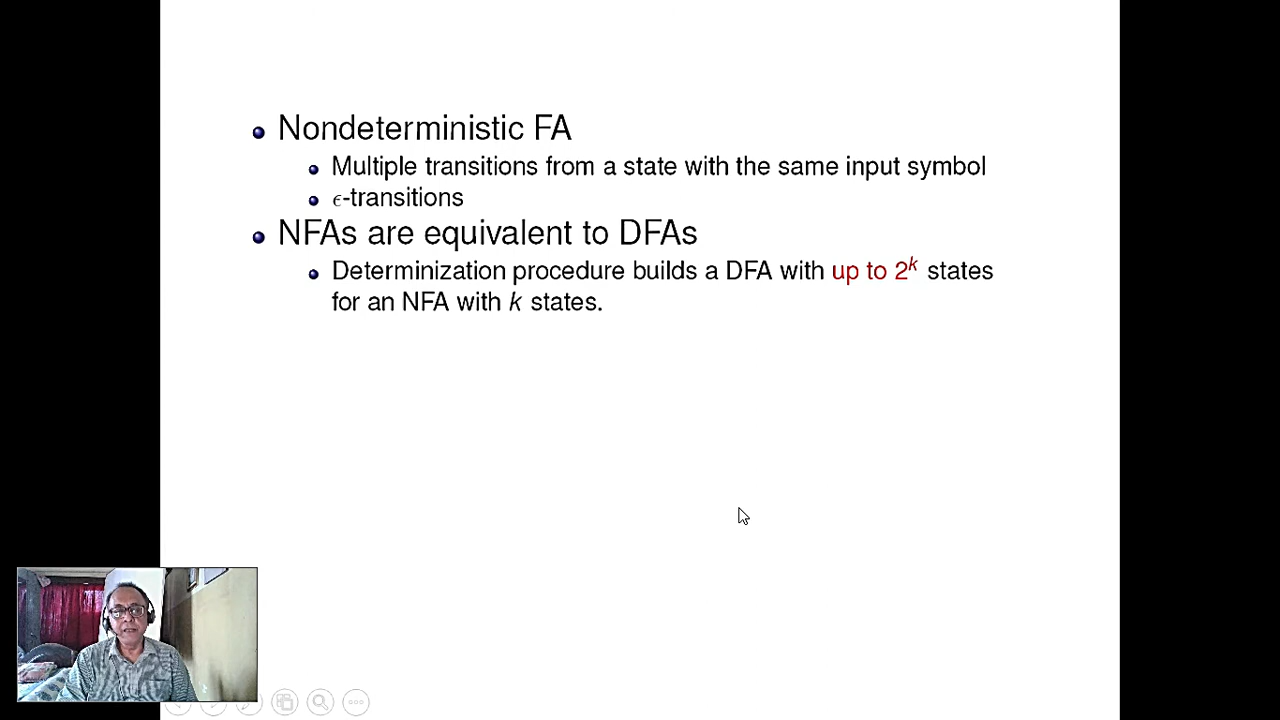 Nondeterministic FA
Multiple transitions from a state with the same input symbol
ϵ-transitions
NFAs are equivalent to DFAs
Determinization procedure builds a DFA with up to 2^k states
for an NFA with k states.